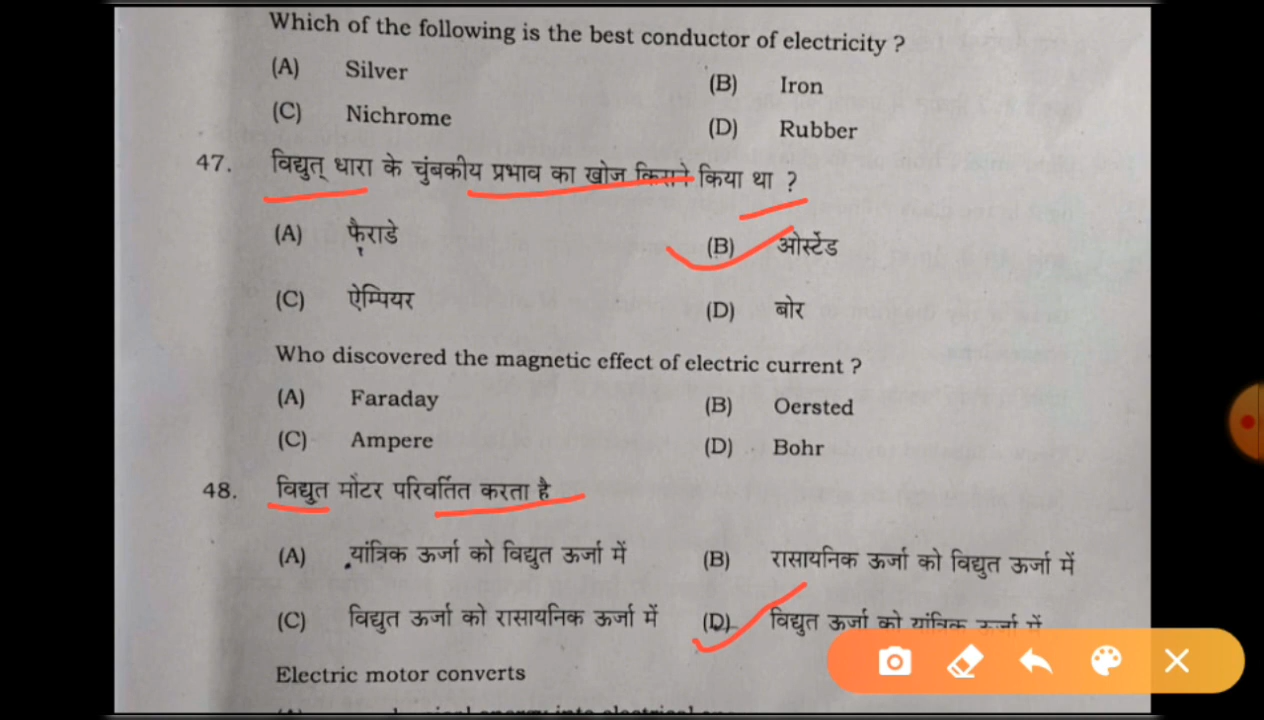 Which of the following is the best conductor of electricity ?
(A) Silver (B) Iron
(C) Nichrome (D) Rubber
47. विद्युत् धारा के चुंबकीय प्रभाव का खोज किसने किया था ?
(A) फैराडे (B) ओर्स्टेड
(C) ऐम्पियर (D) बोर
Who discovered the magnetic effect of electric current ?
(A) Faraday (B) Oersted
(C) Ampere (D) Bohr
48. विद्युत मोटर परिवर्तित करता है
(A) यांत्रिक ऊर्जा को विद्युत ऊर्जा में (B) रासायनिक ऊर्जा को विद्युत ऊर्जा में
(C) विद्युत ऊर्जा को रासायनिक ऊर्जा में (D) विद्युत ऊर्जा को यांत्रिक ऊर्जा में
Electric motor converts